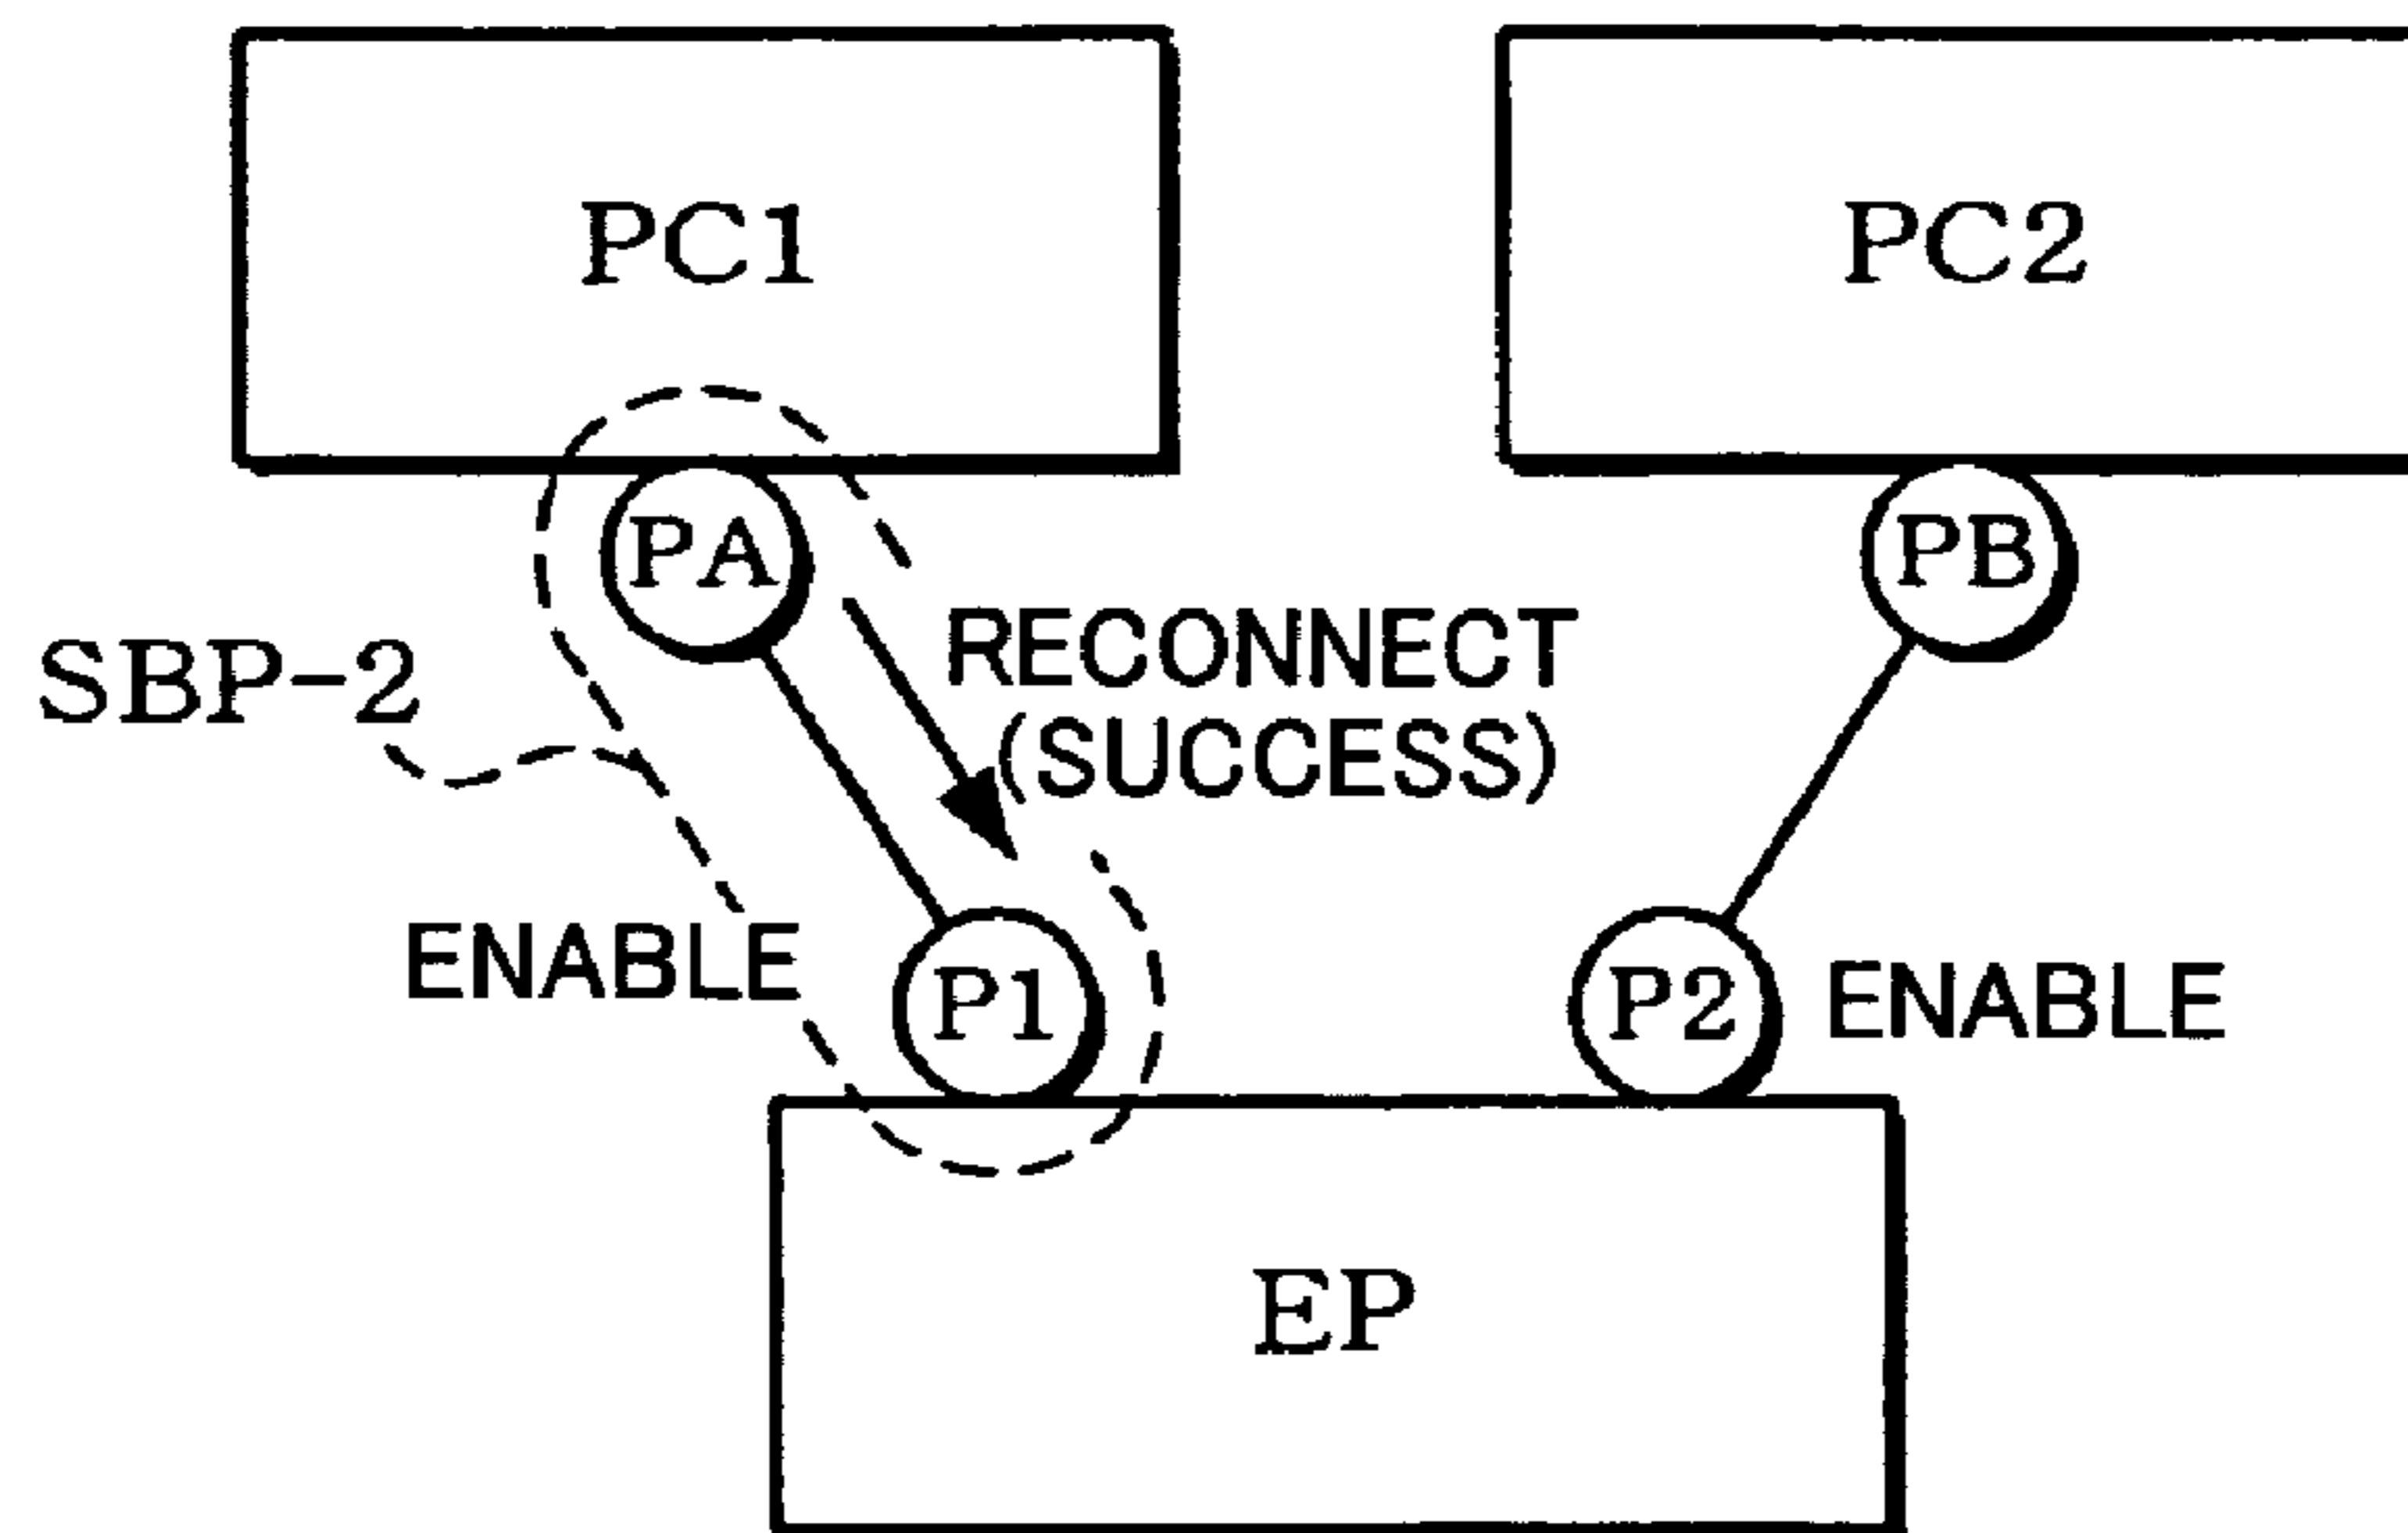 PC1
PC2
PA
PB
SBP-2
RECONNECT
(SUCCESS)
ENABLE
P1
P2
ENABLE
EP